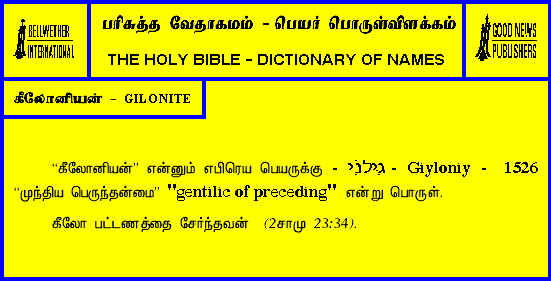 BELLWETHER
INTERNATIONAL
பரிசுத்த வேதாகமம் - பெயர் பொருள்விளக்கம்
THE HOLY BIBLE - DICTIONARY OF NAMES
GOOD NEWS
PUBLISHERS
கீலோனியன் - GILONITE
“கீலோனியன்” என்னும் எபிரெய பெயருக்கு - גִּילֹנִי - Giyloniy - 1526
“முந்திய பெருந்தன்மை” "gentilic of preceding" என்று பொருள்.
கீலோ பட்டணத்தை சேர்ந்தவன் (2சாமு 23:34).